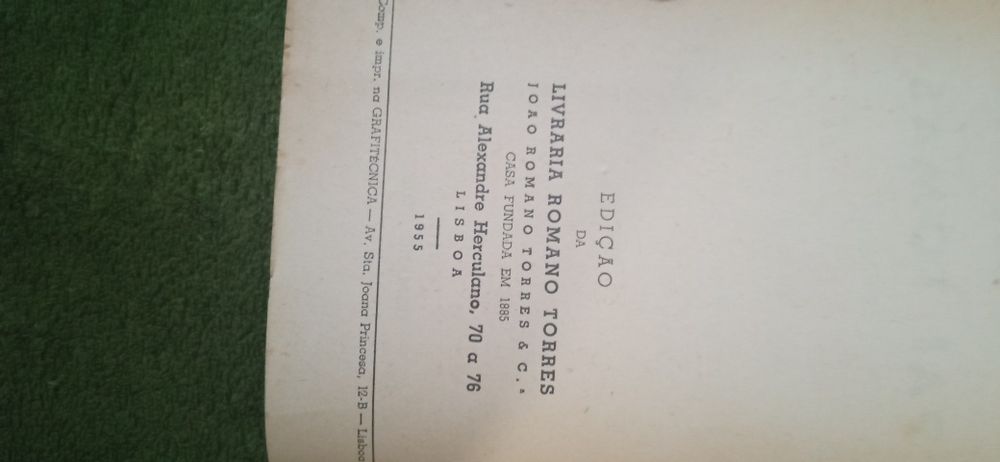 EDIÇÃO
DA
LIVRARIA ROMANO TORRES
JOAO ROMANO TORRES & C.ª
CASA FUNDADA EM 1885
Rua Alexandre Herculano, 70 a 76
LISBOA
1955
Comp. e impr. na GRAFITÉCNICA — Av. Sta. Joana Princesa, 12-B — Lisboa